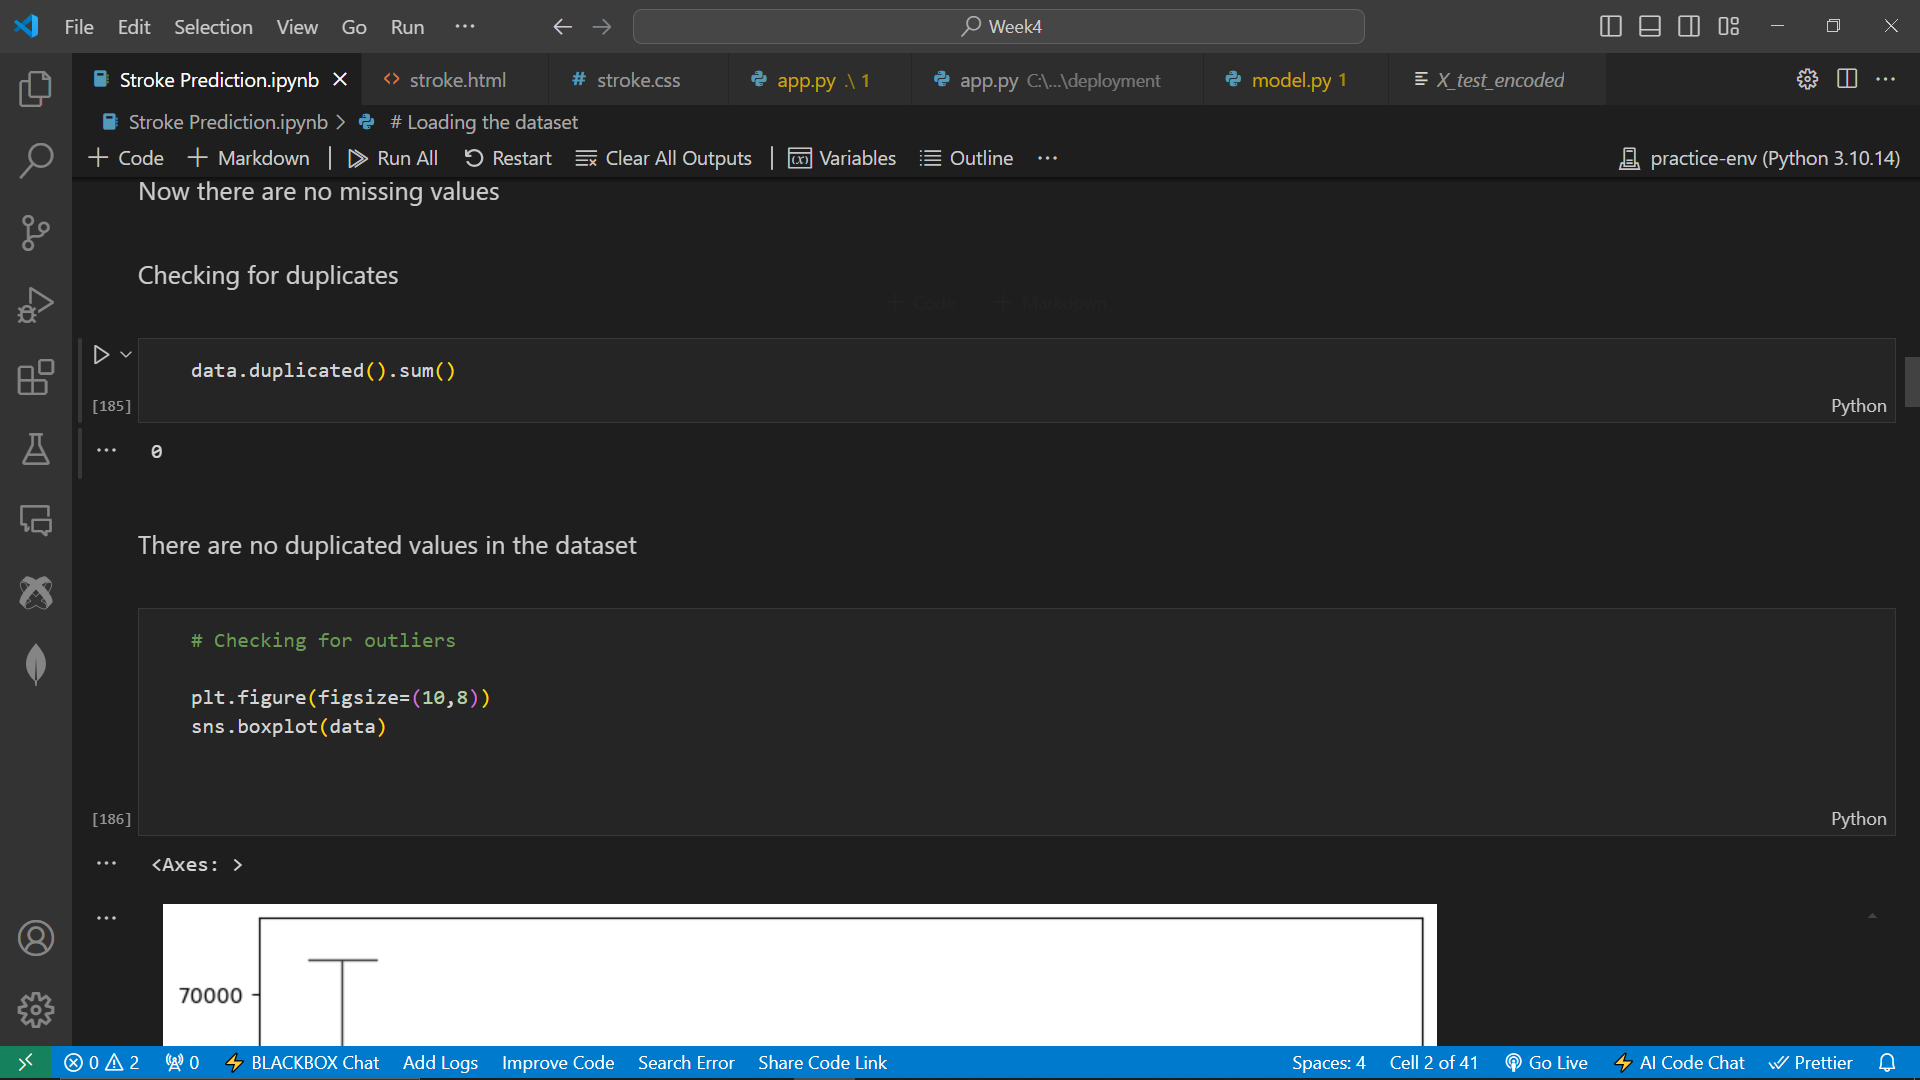 File Edit Selection View Go Run ··· Week4
Stroke Prediction.ipynb stroke.html # stroke.css app.py .\ 1 app.py C:\...\deployment model.py 1 X_test_encoded ···
Stroke Prediction.ipynb > # Loading the dataset
+ Code + Markdown | Run All Restart Clear All Outputs | Variables Outline ··· practice-env (Python 3.10.14)
Now there are no missing values
Checking for duplicates
+ Code + Markdown
data.duplicated().sum()
[185] Python
··· 0
There are no duplicated values in the dataset
# Checking for outliers
plt.figure(figsize=(10,8))
sns.boxplot(data)
[186] Python
··· <Axes: >
···
70000
0 2 0 BLACKBOX Chat Add Logs Improve Code Search Error Share Code Link Spaces: 4 Cell 2 of 41 Go Live AI Code Chat Prettier